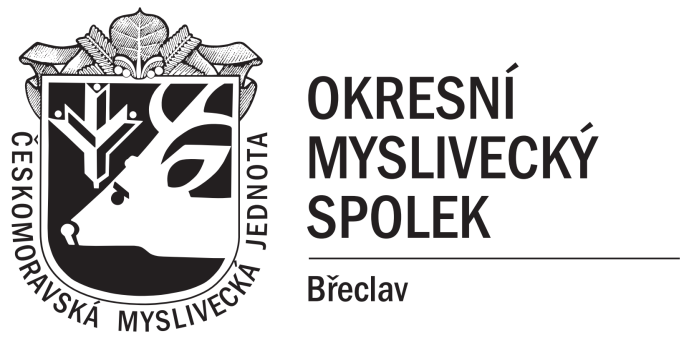 ČESKOMORAVSKÁ MYSLIVECKÁ JEDNOTA
OKRESNÍ
MYSLIVECKÝ
SPOLEK
Břeclav